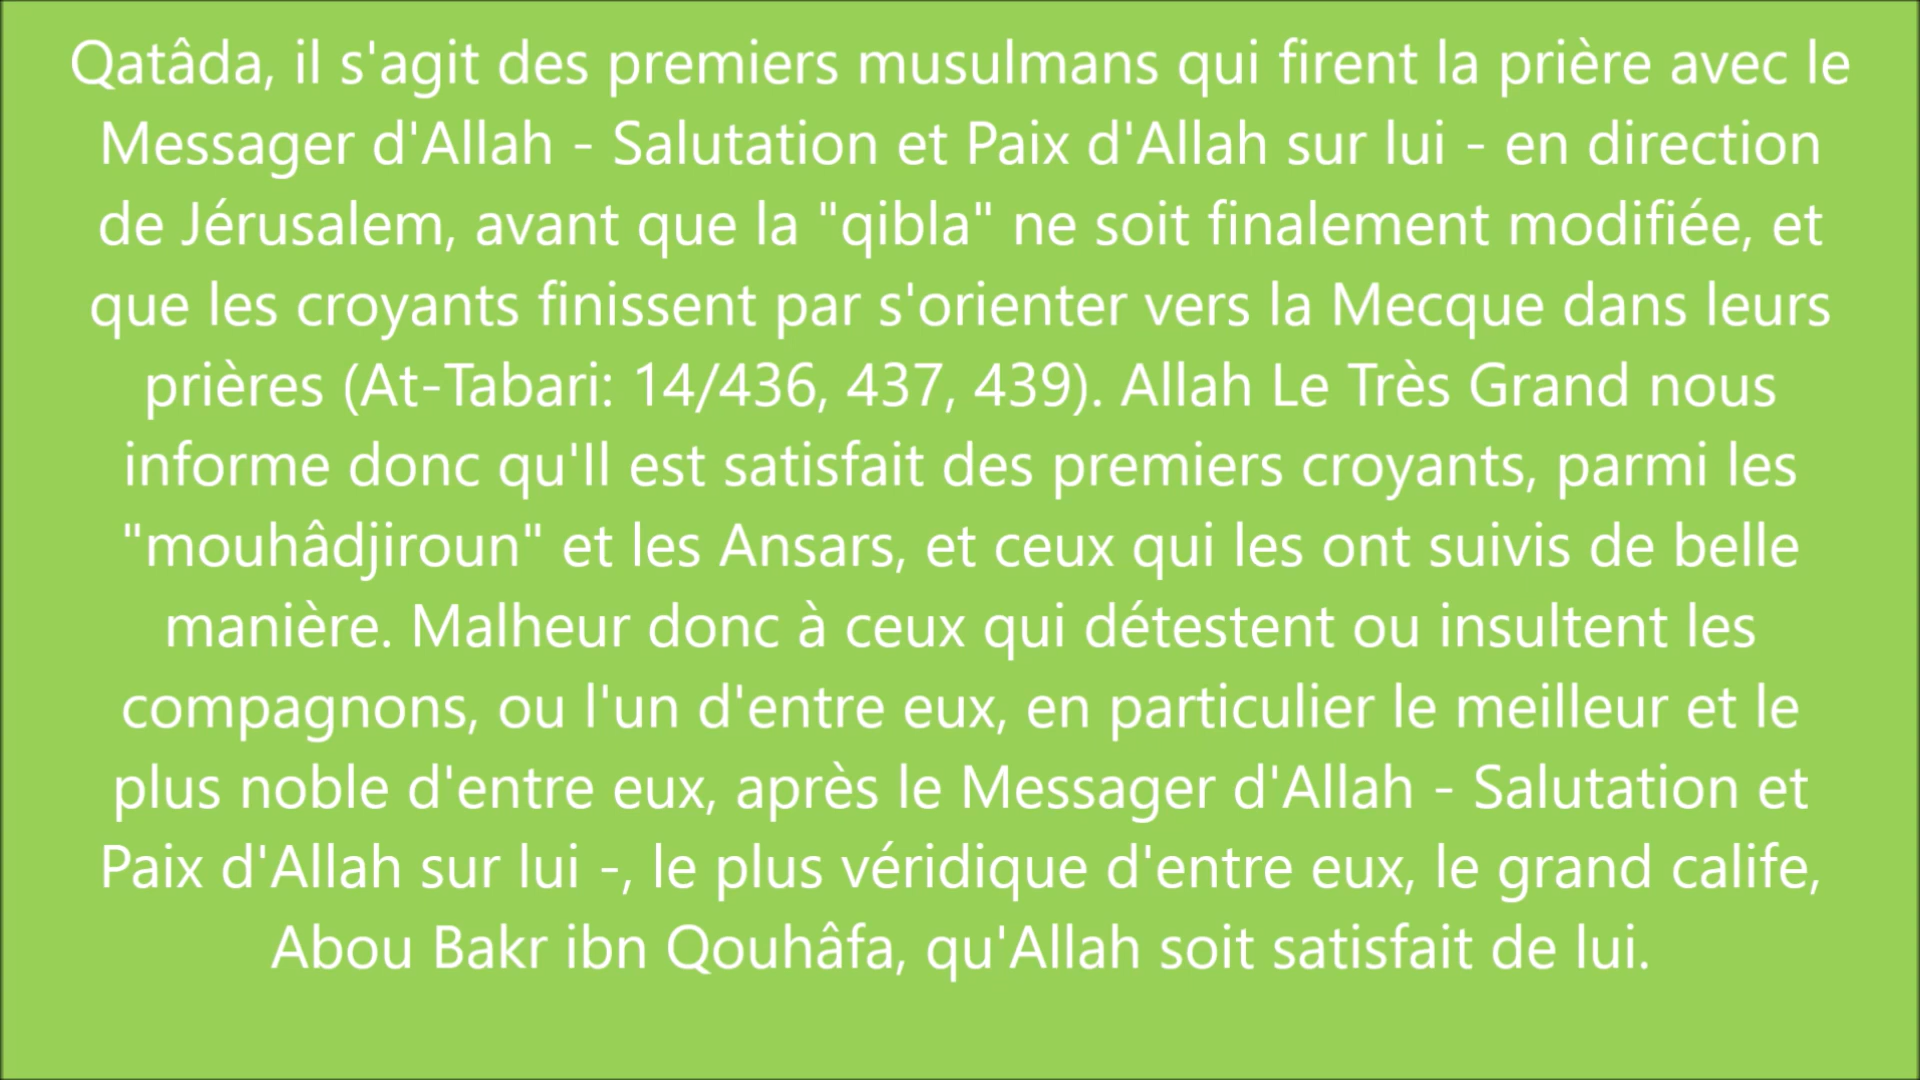 Qatâda, il s'agit des premiers musulmans qui firent la prière avec le
Messager d'Allah - Salutation et Paix d'Allah sur lui - en direction
de Jérusalem, avant que la "qibla" ne soit finalement modifiée, et
que les croyants finissent par s'orienter vers la Mecque dans leurs
prières (At-Tabari: 14/436, 437, 439). Allah Le Très Grand nous
informe donc qu'Il est satisfait des premiers croyants, parmi les
"mouhâdjiroun" et les Ansars, et ceux qui les ont suivis de belle
manière. Malheur donc à ceux qui détestent ou insultent les
compagnons, ou l'un d'entre eux, en particulier le meilleur et le
plus noble d'entre eux, après le Messager d'Allah - Salutation et
Paix d'Allah sur lui -, le plus véridique d'entre eux, le grand calife,
Abou Bakr ibn Qouhâfa, qu'Allah soit satisfait de lui.